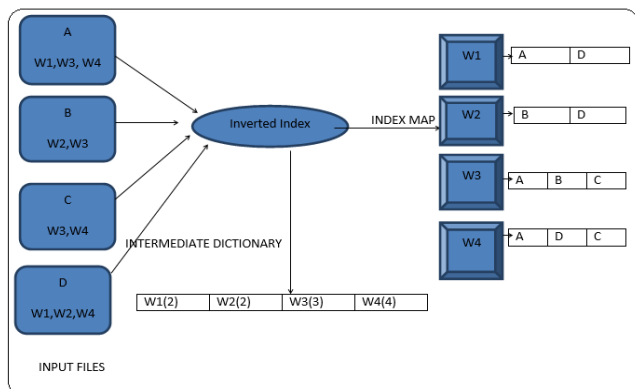 A
W1,W3, W4
B
W2,W3
C
W3,W4
D
W1,W2,W4
INPUT FILES
Inverted Index
INDEX MAP
INTERMEDIATE DICTIONARY
W1(2) W2(2) W3(3) W4(4)
W1 A D
W2 B D
W3 A B C
W4 A D C